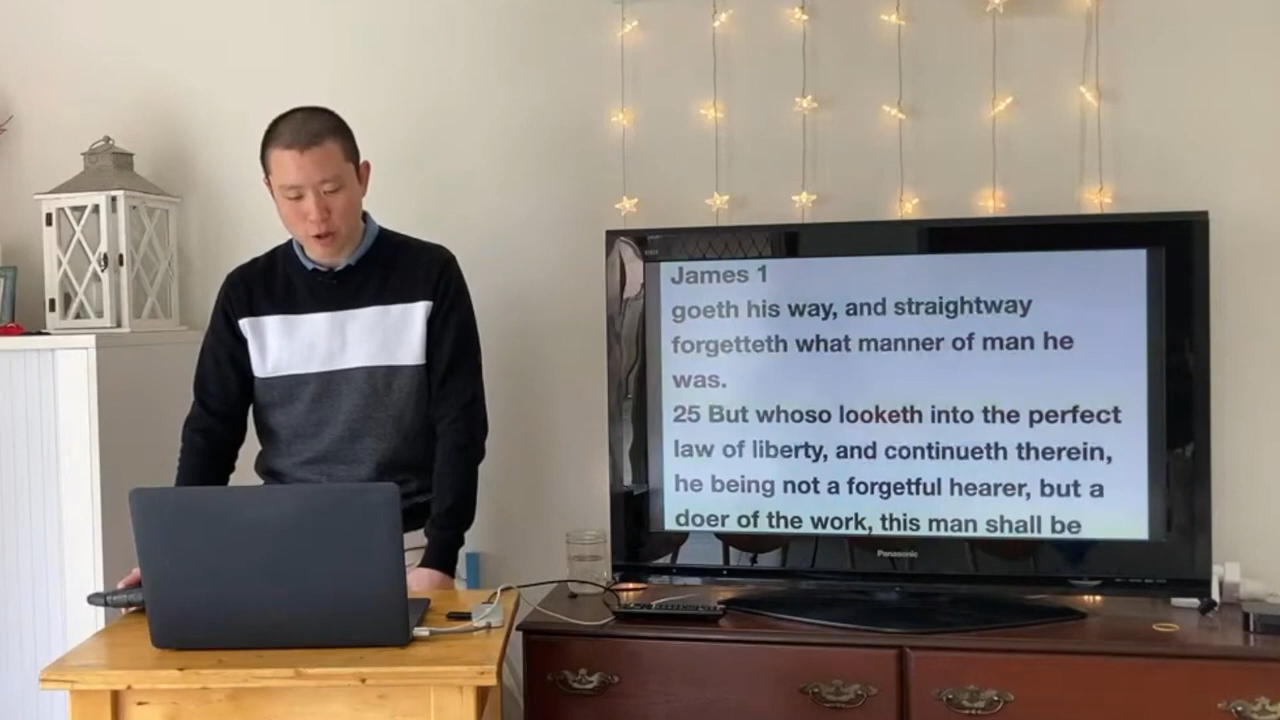 James 1
goeth his way, and straightway
forgetteth what manner of man he
was.
25 But whoso looketh into the perfect
law of liberty, and continueth therein,
he being not a forgetful hearer, but a
doer of the work, this man shall be
Panasonic